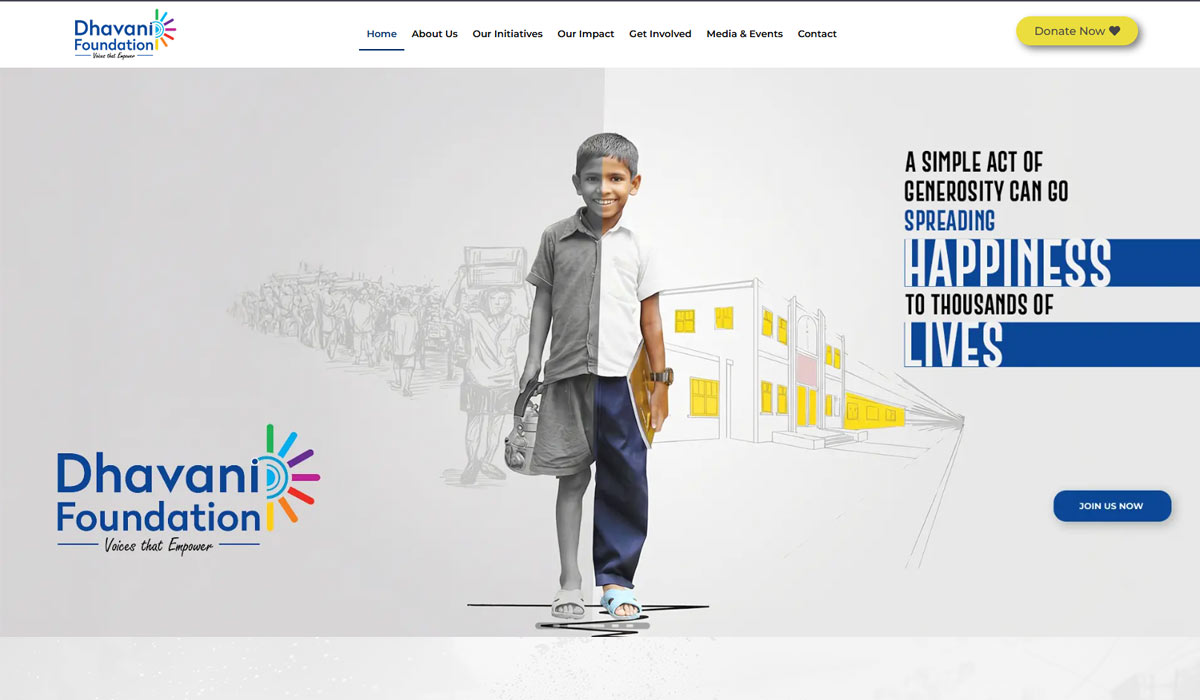 Dhavani
Foundation
Voices that Empower
Home
About Us
Our Initiatives
Our Impact
Get Involved
Media & Events
Contact
Donate Now
A SIMPLE ACT OF
GENEROSITY CAN GO
SPREADING
HAPPINESS
TO THOUSANDS OF
LIVES
Dhavani
Foundation
Voices that Empower
JOIN US NOW